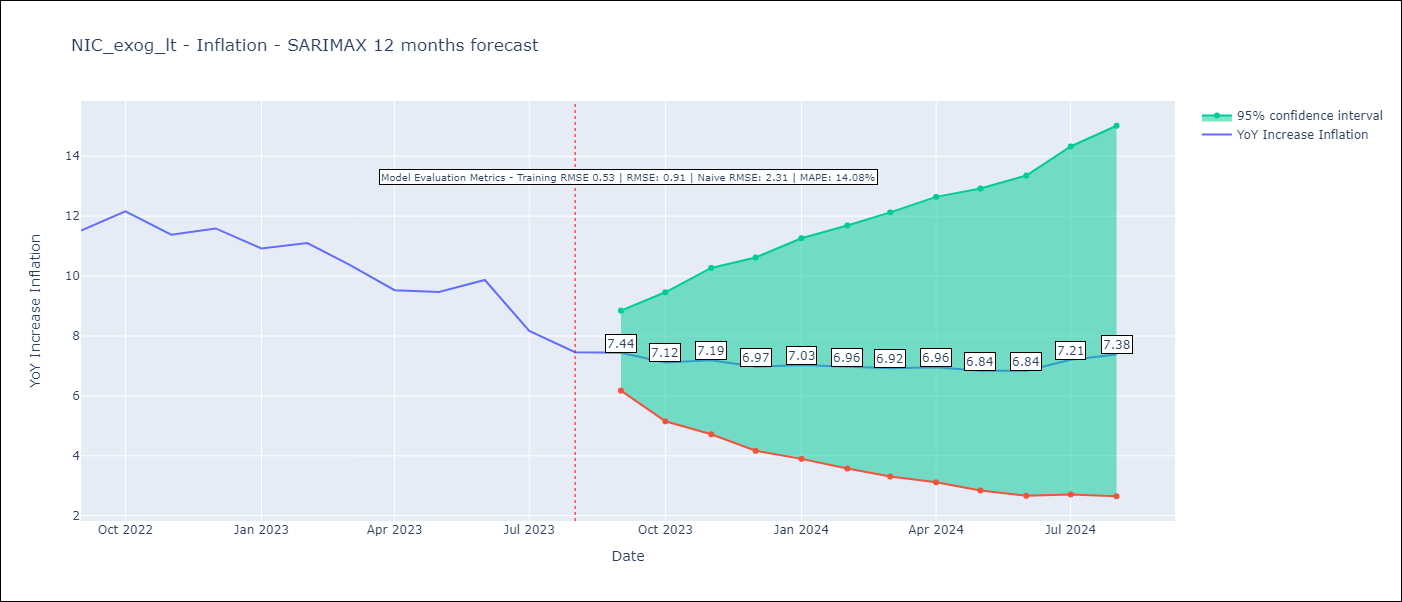 NIC_exog_lt - Inflation - SARIMAX 12 months forecast
95% confidence interval
YoY Increase Inflation
Model Evaluation Metrics - Training RMSE 0.53 | RMSE: 0.91 | Naive RMSE: 2.31 | MAPE: 14.08%
YoY Increase Inflation
14
12
10
8
6
4
2
7.44
7.12
7.19
6.97
7.03
6.96
6.92
6.96
6.84
6.84
7.21
7.38
Oct 2022
Jan 2023
Apr 2023
Jul 2023
Oct 2023
Jan 2024
Apr 2024
Jul 2024
Date